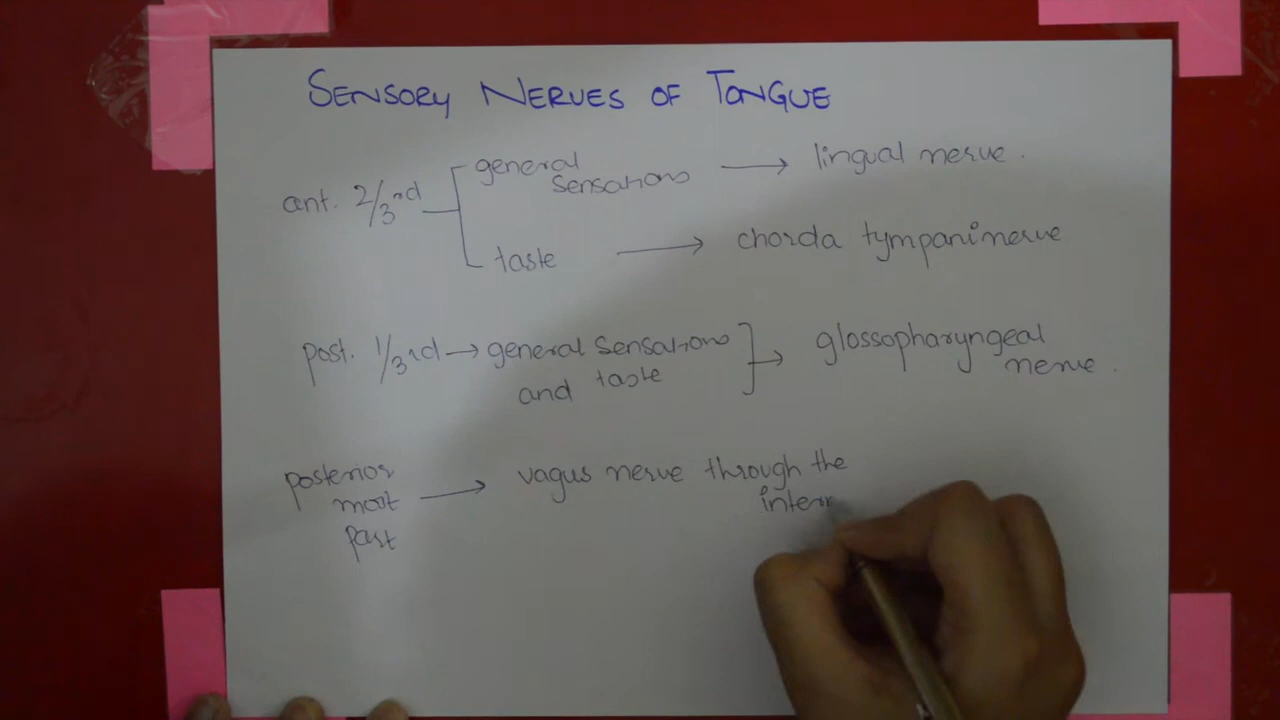 SENSORY NERVES OF TONGUE
general sensations → lingual nerve.
ant. 2/3rd
taste → chorda tympani nerve
post. 1/3rd → general sensations and taste → glossopharyngeal nerve.
posterior most part → vagus nerve through the
intern